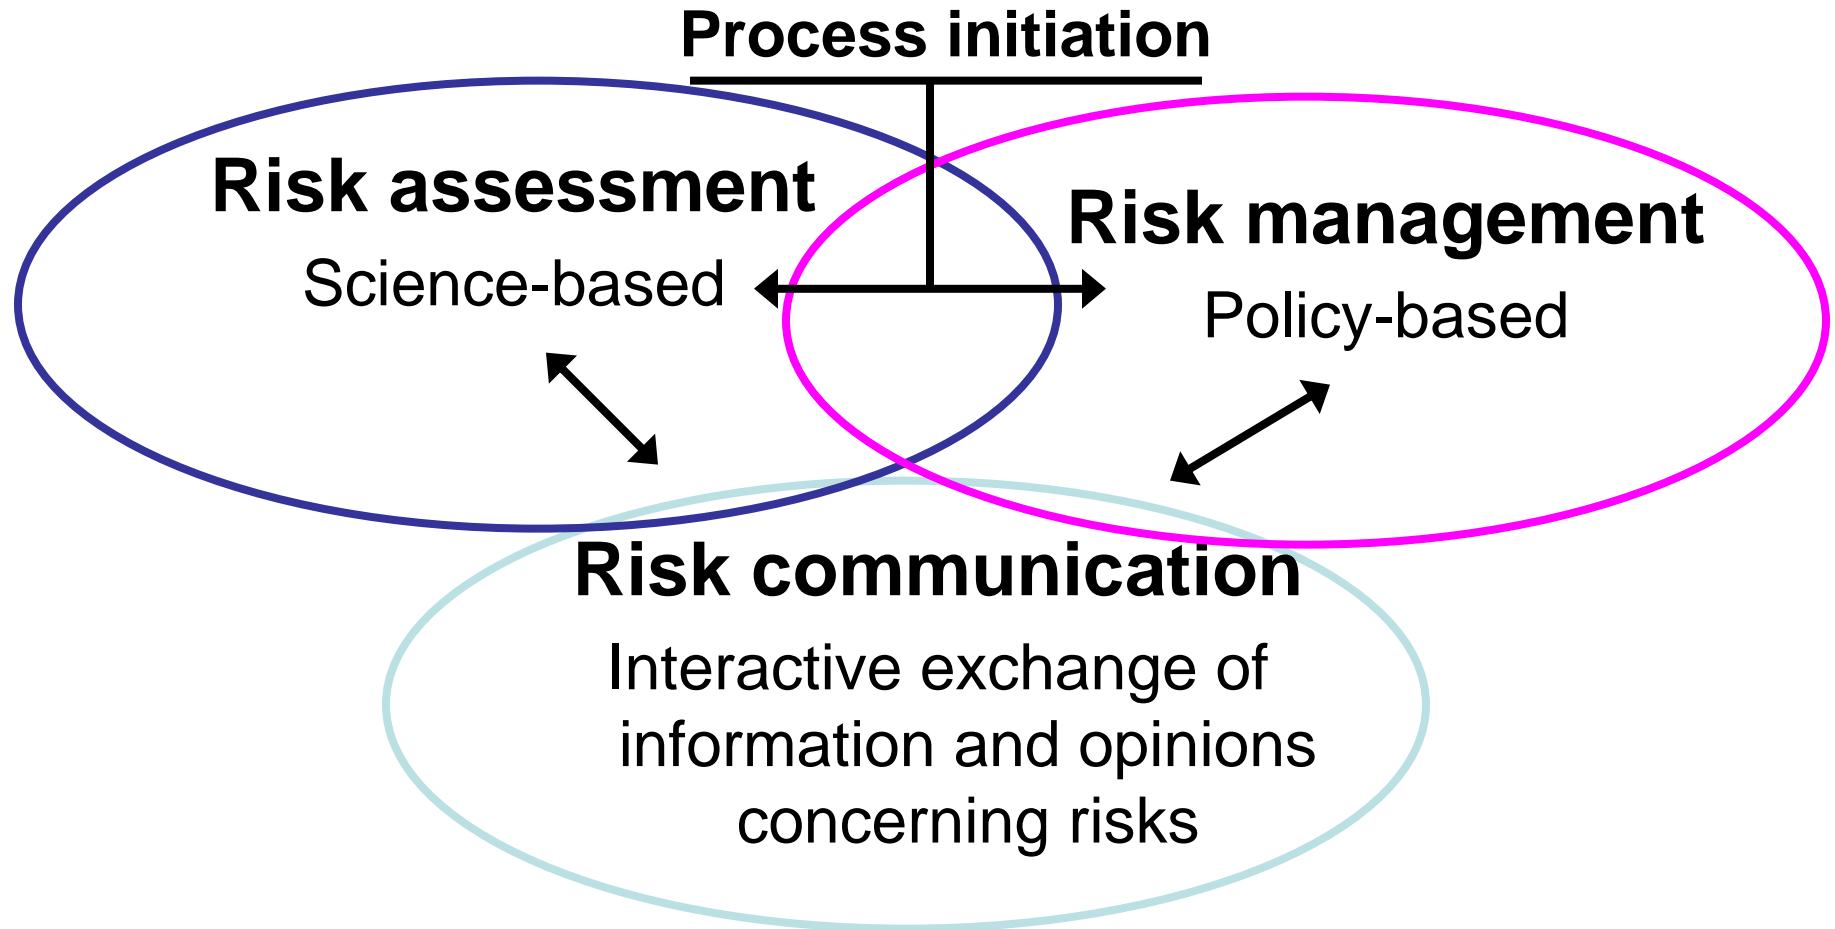 Process initiation
Risk assessment
Science-based
Risk management
Policy-based
Risk communication
Interactive exchange of
information and opinions
concerning risks